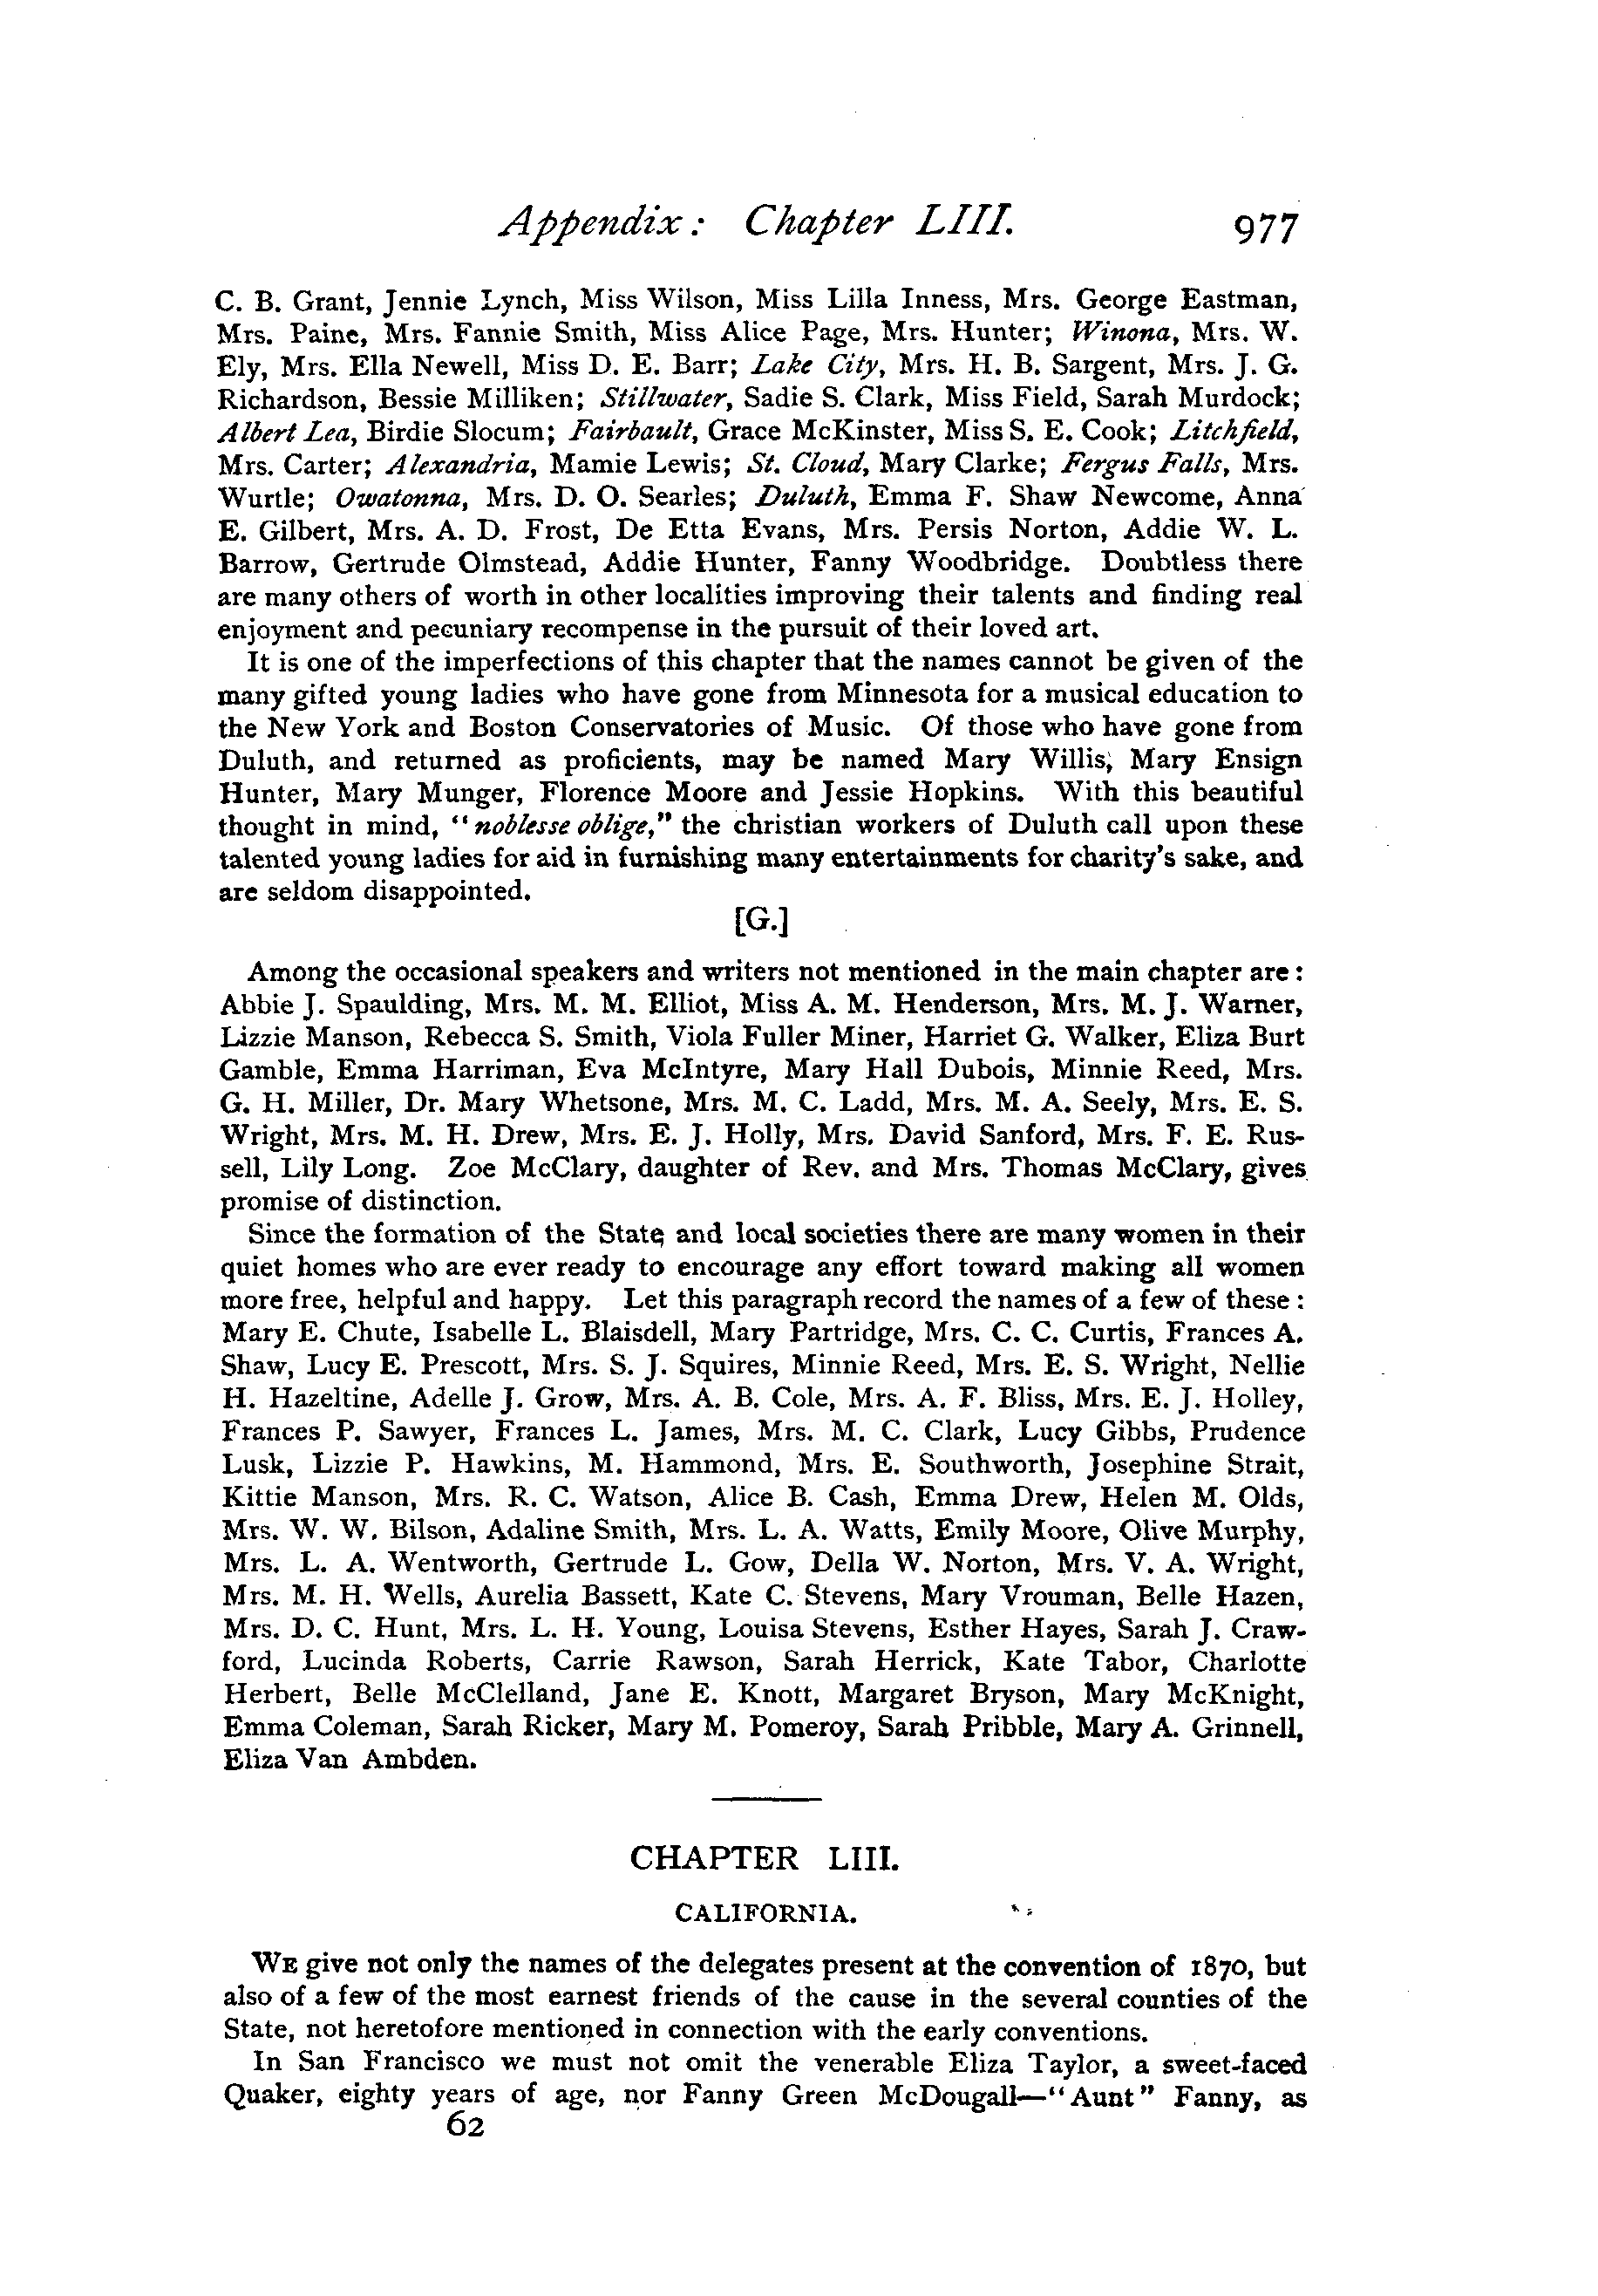 Appendix: Chapter LIII. 977
C. B. Grant, Jennie Lynch, Miss Wilson, Miss Lilla Inness, Mrs. George Eastman,
Mrs. Paine, Mrs. Fannie Smith, Miss Alice Page, Mrs. Hunter; Winona, Mrs. W.
Ely, Mrs. Ella Newell, Miss D. E. Barr; Lake City, Mrs. H. B. Sargent, Mrs. J. G.
Richardson, Bessie Milliken; Stillwater, Sadie S. Clark, Miss Field, Sarah Murdock;
Albert Lea, Birdie Slocum; Fairbault, Grace McKinster, Miss S. E. Cook; Litchfield,
Mrs. Carter; Alexandria, Mamie Lewis; St. Cloud, Mary Clarke; Fergus Falls, Mrs.
Wurtle; Owatonna, Mrs. D. O. Searles; Duluth, Emma F. Shaw Newcome, Anna
E. Gilbert, Mrs. A. D. Frost, De Etta Evans, Mrs. Persis Norton, Addie W. L.
Barrow, Gertrude Olmstead, Addie Hunter, Fanny Woodbridge. Doubtless there
are many others of worth in other localities improving their talents and finding real
enjoyment and pecuniary recompense in the pursuit of their loved art.
It is one of the imperfections of this chapter that the names cannot be given of the
many gifted young ladies who have gone from Minnesota for a musical education to
the New York and Boston Conservatories of Music. Of those who have gone from
Duluth, and returned as proficients, may be named Mary Willis, Mary Ensign
Hunter, Mary Munger, Florence Moore and Jessie Hopkins. With this beautiful
thought in mind, "noblesse oblige," the christian workers of Duluth call upon these
talented young ladies for aid in furnishing many entertainments for charity's sake, and
are seldom disappointed.
[G.]
Among the occasional speakers and writers not mentioned in the main chapter are:
Abbie J. Spaulding, Mrs. M. M. Elliot, Miss A. M. Henderson, Mrs. M. J. Warner,
Lizzie Manson, Rebecca S. Smith, Viola Fuller Miner, Harriet G. Walker, Eliza Burt
Gamble, Emma Harriman, Eva McIntyre, Mary Hall Dubois, Minnie Reed, Mrs.
G. H. Miller, Dr. Mary Whetsone, Mrs. M. C. Ladd, Mrs. M. A. Seely, Mrs. E. S.
Wright, Mrs. M. H. Drew, Mrs. E. J. Holly, Mrs. David Sanford, Mrs. F. E. Rus-
sell, Lily Long. Zoe McClary, daughter of Rev. and Mrs. Thomas McClary, gives
promise of distinction.
Since the formation of the State and local societies there are many women in their
quiet homes who are ever ready to encourage any effort toward making all women
more free, helpful and happy. Let this paragraph record the names of a few of these:
Mary E. Chute, Isabelle L. Blaisdell, Mary Partridge, Mrs. C. C. Curtis, Frances A.
Shaw, Lucy E. Prescott, Mrs. S. J. Squires, Minnie Reed, Mrs. E. S. Wright, Nellie
H. Hazeltine, Adelle J. Grow, Mrs. A. B. Cole, Mrs. A. F. Bliss, Mrs. E. J. Holley,
Frances P. Sawyer, Frances L. James, Mrs. M. C. Clark, Lucy Gibbs, Prudence
Lusk, Lizzie P. Hawkins, M. Hammond, Mrs. E. Southworth, Josephine Strait,
Kittie Manson, Mrs. R. C. Watson, Alice B. Cash, Emma Drew, Helen M. Olds,
Mrs. W. W. Bilson, Adaline Smith, Mrs. L. A. Watts, Emily Moore, Olive Murphy,
Mrs. L. A. Wentworth, Gertrude L. Gow, Della W. Norton, Mrs. V. A. Wright,
Mrs. M. H. Wells, Aurelia Bassett, Kate C. Stevens, Mary Vrouman, Belle Hazen,
Mrs. D. C. Hunt, Mrs. L. H. Young, Louisa Stevens, Esther Hayes, Sarah J. Craw-
ford, Lucinda Roberts, Carrie Rawson, Sarah Herrick, Kate Tabor, Charlotte
Herbert, Belle McClelland, Jane E. Knott, Margaret Bryson, Mary McKnight,
Emma Coleman, Sarah Ricker, Mary M. Pomeroy, Sarah Pribble, Mary A. Grinnell,
Eliza Van Ambden.
CHAPTER LIII.
CALIFORNIA.
WE give not only the names of the delegates present at the convention of 1870, but
also of a few of the most earnest friends of the cause in the several counties of the
State, not heretofore mentioned in connection with the early conventions.
In San Francisco we must not omit the venerable Eliza Taylor, a sweet-faced
Quaker, eighty years of age, nor Fanny Green McDougall—"Aunt" Fanny, as
62